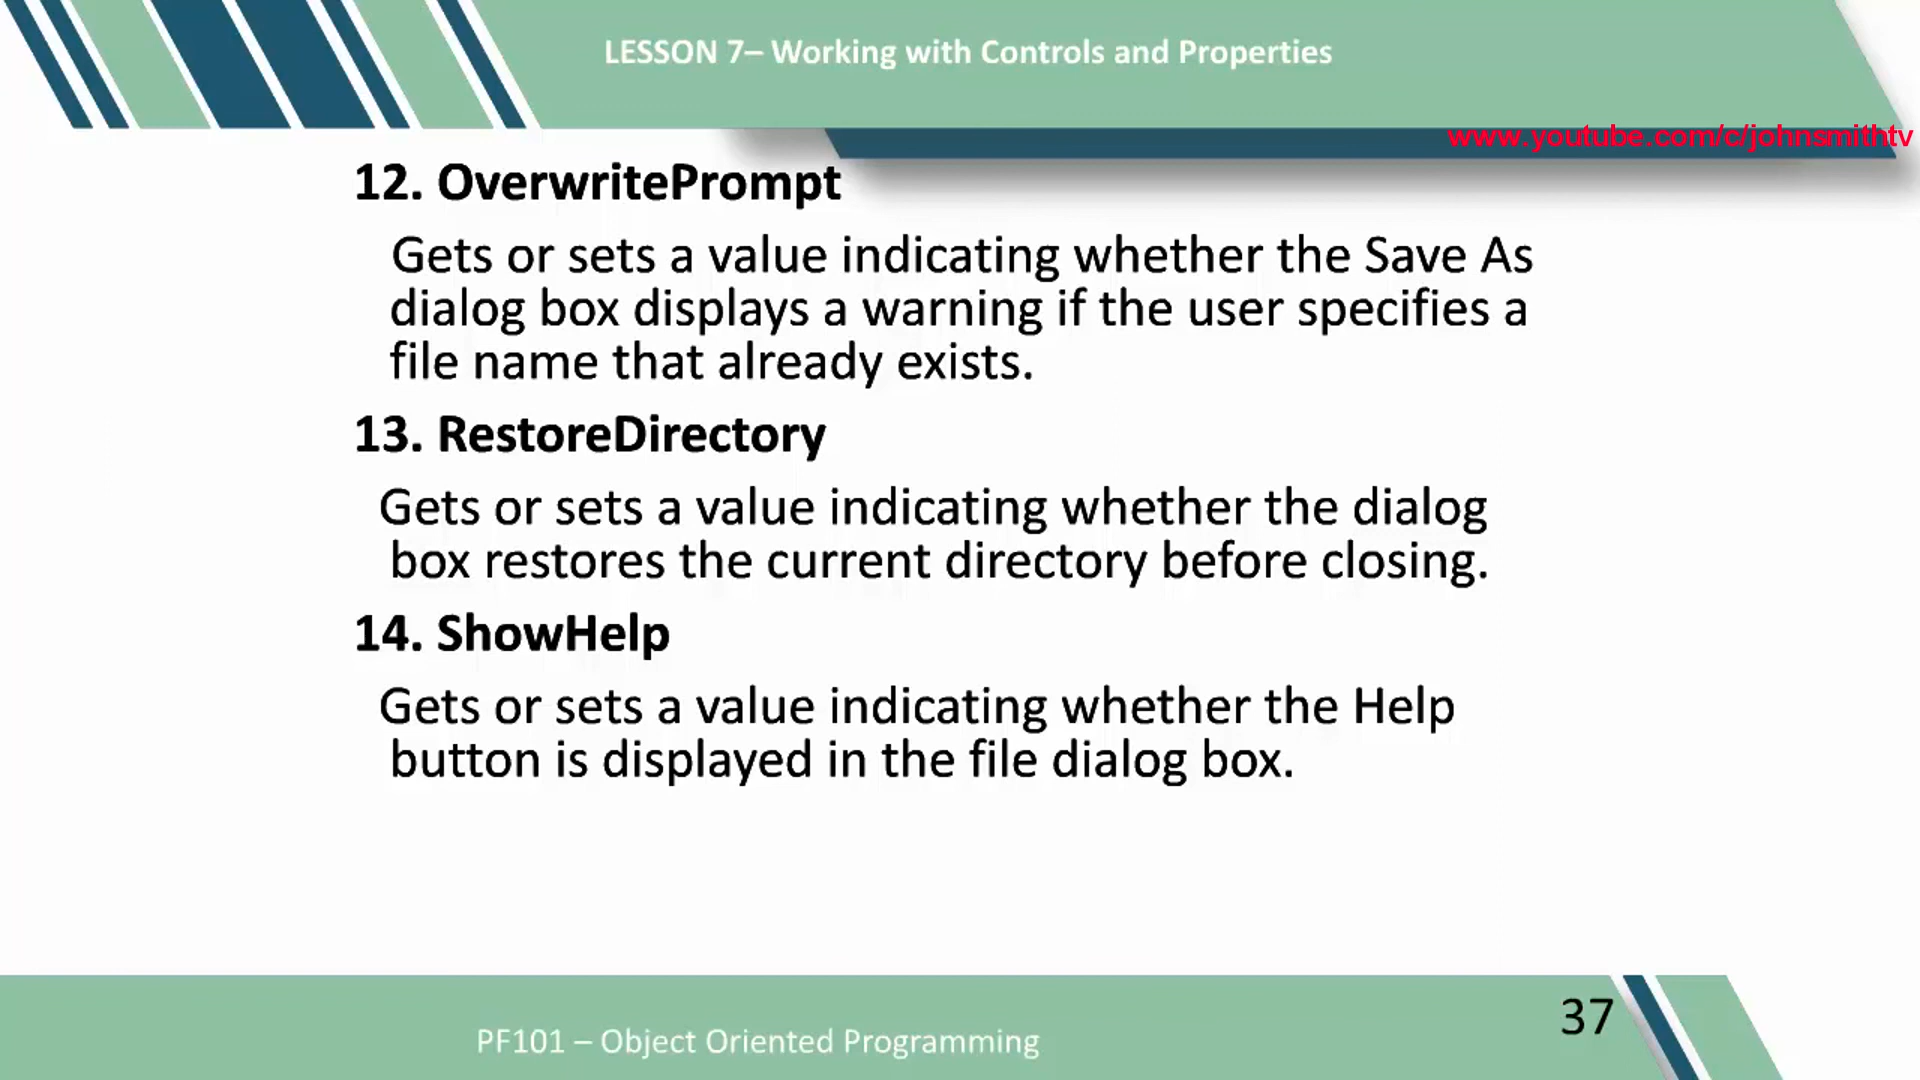 LESSON 7– Working with Controls and Properties
www.youtube.com/c/johnsmithtv
12. OverwritePrompt
Gets or sets a value indicating whether the Save As
dialog box displays a warning if the user specifies a
file name that already exists.
13. RestoreDirectory
Gets or sets a value indicating whether the dialog
box restores the current directory before closing.
14. ShowHelp
Gets or sets a value indicating whether the Help
button is displayed in the file dialog box.
37
PF101 – Object Oriented Programming